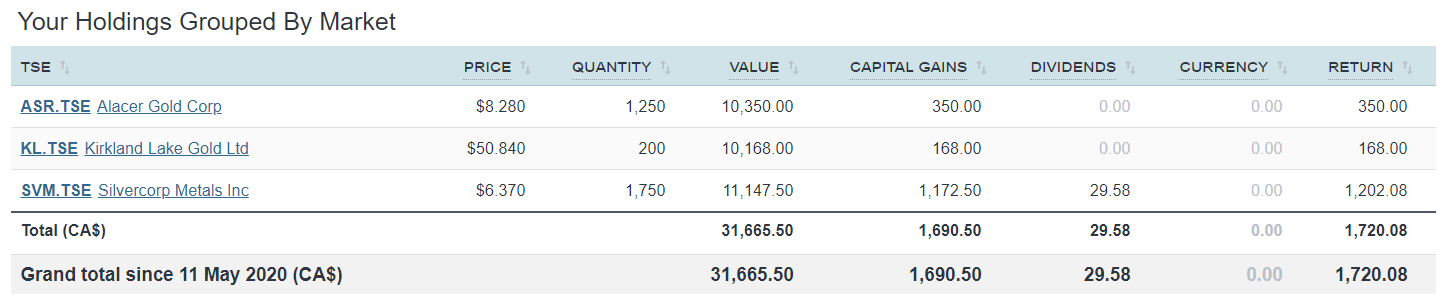 Your Holdings Grouped By Market
TSE PRICE QUANTITY VALUE CAPITAL GAINS DIVIDENDS CURRENCY RETURN
ASR.TSE Alacer Gold Corp $8.280 1,250 10,350.00 350.00 0.00 0.00 350.00
KL.TSE Kirkland Lake Gold Ltd $50.840 200 10,168.00 168.00 0.00 0.00 168.00
SVM.TSE Silvercorp Metals Inc $6.370 1,750 11,147.50 1,172.50 29.58 0.00 1,202.08
Total (CA$) 31,665.50 1,690.50 29.58 0.00 1,720.08
Grand total since 11 May 2020 (CA$) 31,665.50 1,690.50 29.58 0.00 1,720.08